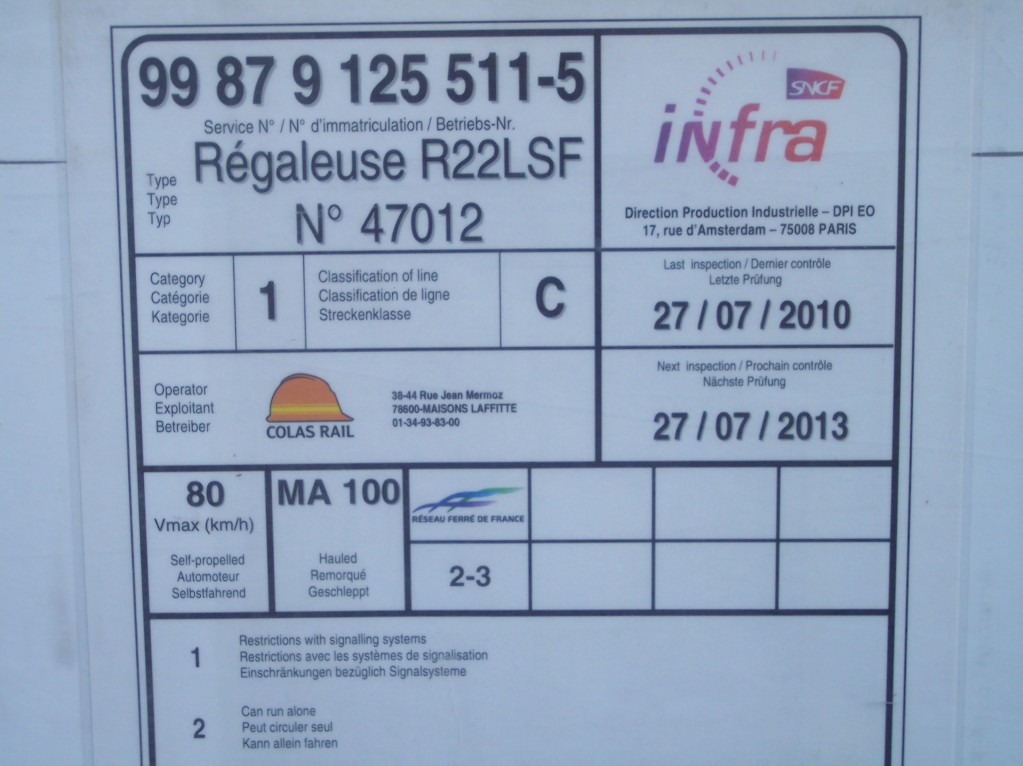 99 87 9 125 511-5
Service N° / N° d'immatriculation / Betriebs-Nr.
Type
Type
Typ
Régaleuse R22LSF
N° 47012
SNCF
infra
Direction Production Industrielle – DPI EO
17, rue d'Amsterdam – 75008 PARIS
Category
Catégorie
Kategorie
1
Classification of line
Classification de ligne
Streckenklasse
C
Last inspection / Dernier contrôle
Letzte Prüfung
27 / 07 / 2010
Operator
Exploitant
Betreiber
COLAS RAIL
38-44 Rue Jean Mermoz
78600-MAISONS LAFFITTE
01-34-93-83-00
Next inspection / Prochain contrôle
Nächste Prüfung
27 / 07 / 2013
80
Vmax (km/h)
Self-propelled
Automoteur
Selbstfahrend
MA 100
Hauled
Remorqué
Geschleppt
RÉSEAU FERRÉ DE FRANCE
2-3
1
Restrictions with signalling systems
Restrictions avec les systèmes de signalisation
Einschränkungen bezüglich Signalsysteme
2
Can run alone
Peut circuler seul
Kann allein fahren